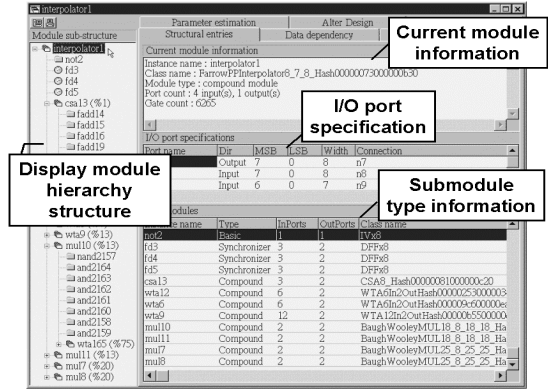 interpolator1
Parameter estimation Alter Design
Module sub-structure Structural entries Data dependency
Current module information
interpolator1
not2
fd3
fd4
fd5
csa13 (%1)
fadd14
fadd15
fadd16
fadd19
Current module information
Instance name : interpolator1
Class name : FarrowPPInterpolator8_7_8_Hash00000073000000b30
Module type : compound module
Port count : 4 input(s), 1 output(s)
Gate count : 6265
I/O port specification
I/O port specifications
Port name Dir MSB LSB Width Connection
Output 7 0 8 n7
Input 7 0 8 n8
Input 6 0 7 n9
Display module hierarchy structure
Submodule type information
wta9 (%13)
mul10 (%13)
nand2157
and2164
and2163
and2162
and2161
and2160
and2158
and2159
wta165 (%75)
mul11 (%13)
mul7 (%20)
mul8 (%20)
name Type InPorts OutPorts Class name
not2 Basic 1 1 IVx8
fd3 Synchronizer 3 2 DFFx8
fd4 Synchronizer 3 2 DFFx8
fd5 Synchronizer 3 2 DFFx8
csa13 Compound 3 2 CSA8_Hash00000081000000c20
wta12 Compound 6 2
wta6 Compound 6 2
wta9 Compound 12 2
mul10 Compound 2 2 BaughWooleyMUL18_8_18_18_Ha
mul11 Compound 2 2 BaughWooleyMUL18_8_18_18_Ha
mul7 Compound 2 2 BaughWooleyMUL25_8_25_25_Ha
mul8 Compound 2 2 BaughWooleyMUL25_8_25_25_Ha